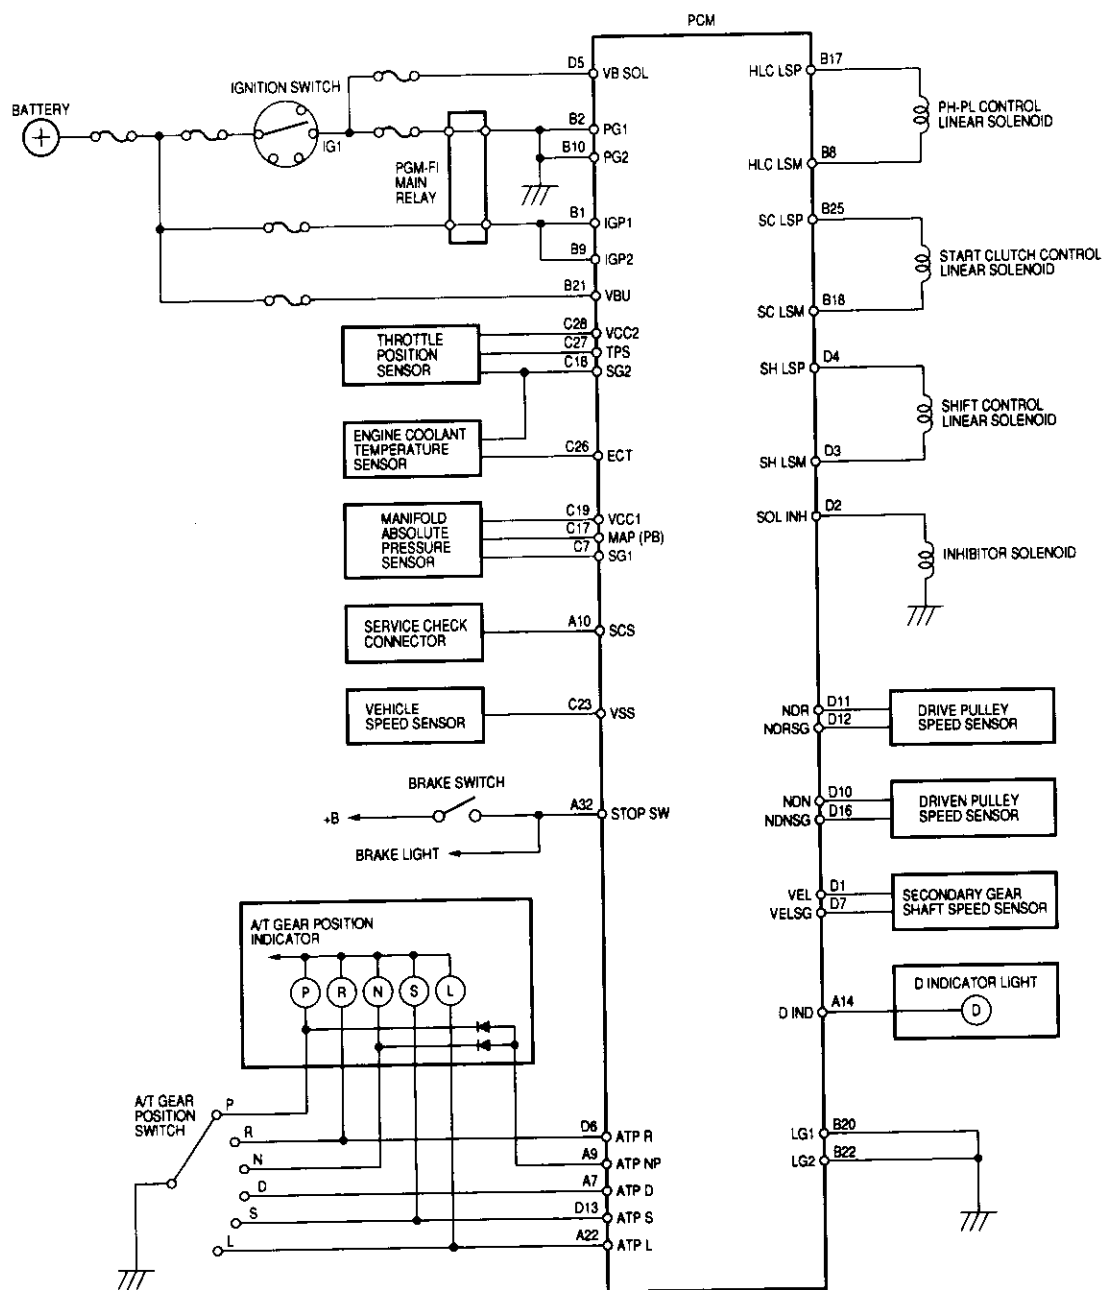 PCM
BATTERY
IGNITION SWITCH
IG1
PGM-FI
MAIN
RELAY
D5
VB SOL
B2
PG1
B10
PG2
B1
IGP1
B9
IGP2
B21
VBU
THROTTLE
POSITION
SENSOR
C28
VCC2
C27
TPS
C18
SG2
ENGINE COOLANT
TEMPERATURE
SENSOR
C26
ECT
MANIFOLD
ABSOLUTE
PRESSURE
SENSOR
C19
VCC1
C17
MAP (PB)
C7
SG1
SERVICE CHECK
CONNECTOR
A10
SCS
VEHICLE
SPEED SENSOR
C23
VSS
BRAKE SWITCH
+B
A32
STOP SW
BRAKE LIGHT
A/T GEAR POSITION
INDICATOR
P
R
N
S
L
A/T GEAR
POSITION
SWITCH
P
R
N
D
S
L
D6
ATP R
A9
ATP NP
A7
ATP D
D13
ATP S
A22
ATP L
HLC LSP
B17
PH-PL CONTROL
LINEAR SOLENOID
HLC LSM
B8
SC LSP
B25
START CLUTCH CONTROL
LINEAR SOLENOID
SC LSM
B18
SH LSP
D4
SHIFT CONTROL
LINEAR SOLENOID
SH LSM
D3
SOL INH
D2
INHIBITOR SOLENOID
NDR
D11
NDRSG
D12
DRIVE PULLEY
SPEED SENSOR
NDN
D10
NDNSG
D16
DRIVEN PULLEY
SPEED SENSOR
VEL
D1
VELSG
D7
SECONDARY GEAR
SHAFT SPEED SENSOR
D INDICATOR LIGHT
D
D IND
A14
LG1
B20
LG2
B22